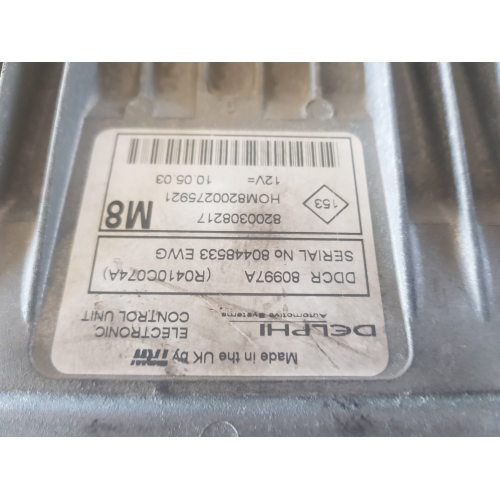 Made in the UK by TRW
DELPHI
Automotive Systems
ELECTRONIC
CONTROL UNIT
DDCR 80997A (R0410C074A)
SERIAL No 80448533 EWG
8200308217
HOM8200275921
12V= 10.05.03
M8
153